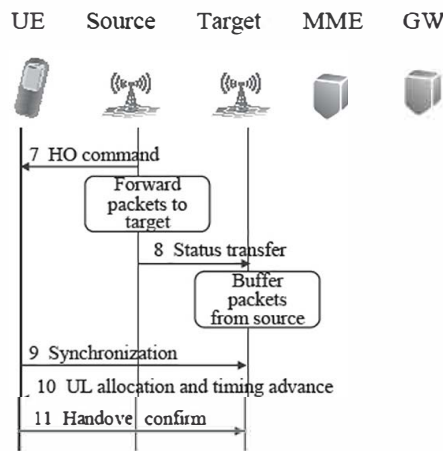 UE Source Target MME GW
7 HO command
Forward
packets to
target
8 Status transfer
Buffer
packets
from source
9 Synchronization
10 UL allocation and timing advance
11 Handove confirm